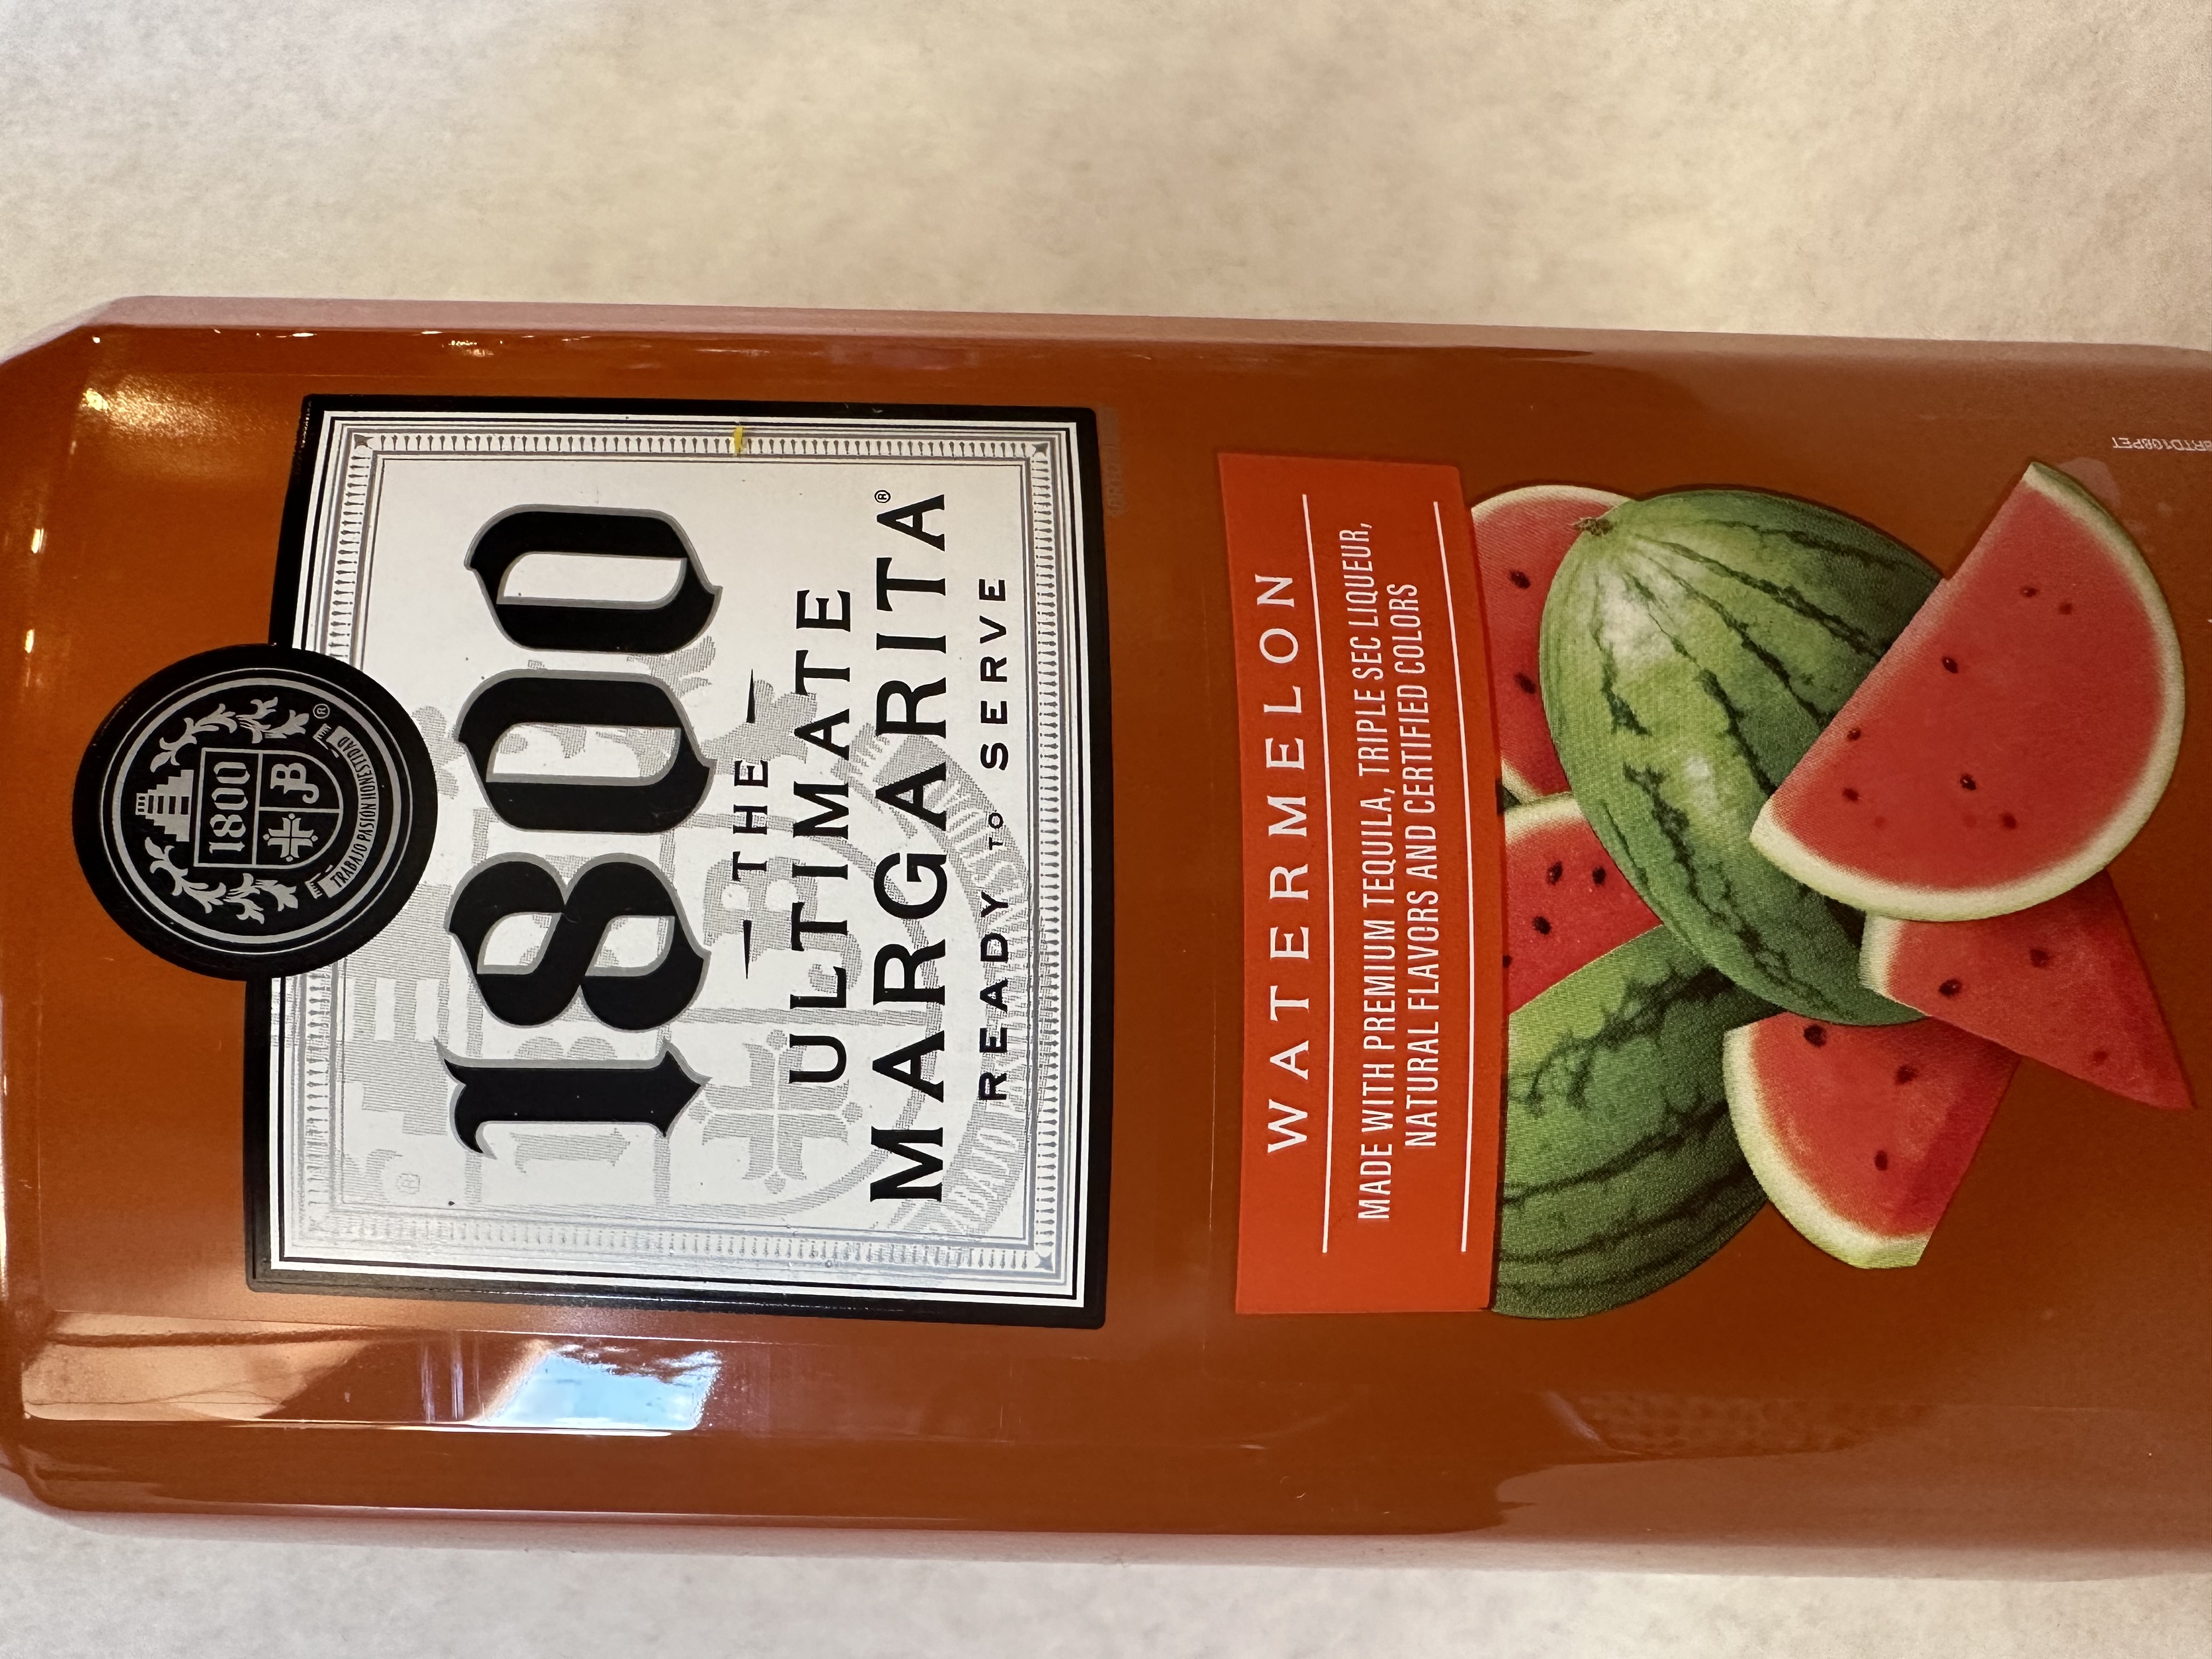 1800
JB
TRABAJO PASIÓN HONESTIDAD
®
1800
THE
ULTIMATE
MARGARITA®
READY TO SERVE
WATERMELON
MADE WITH PREMIUM TEQUILA, TRIPLE SEC LIQUEUR,
NATURAL FLAVORS AND CERTIFIED COLORS